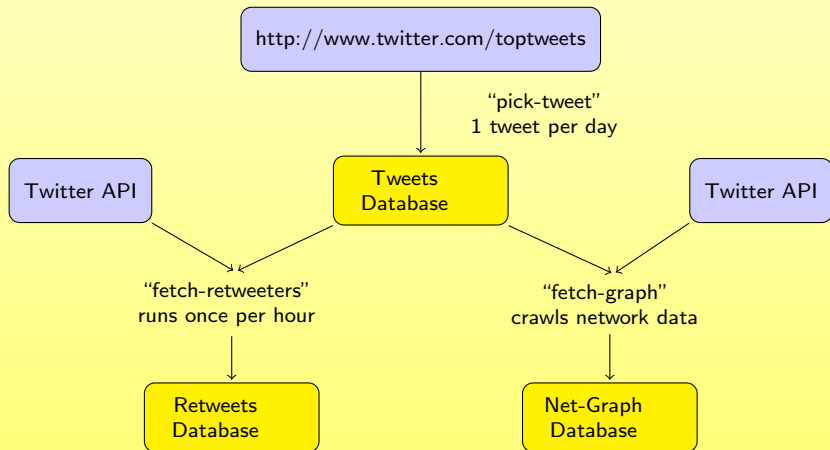 http://www.twitter.com/toptweets
“pick-tweet”
1 tweet per day
Twitter API
Tweets
Database
Twitter API
“fetch-retweeters”
runs once per hour
“fetch-graph”
crawls network data
Retweets
Database
Net-Graph
Database